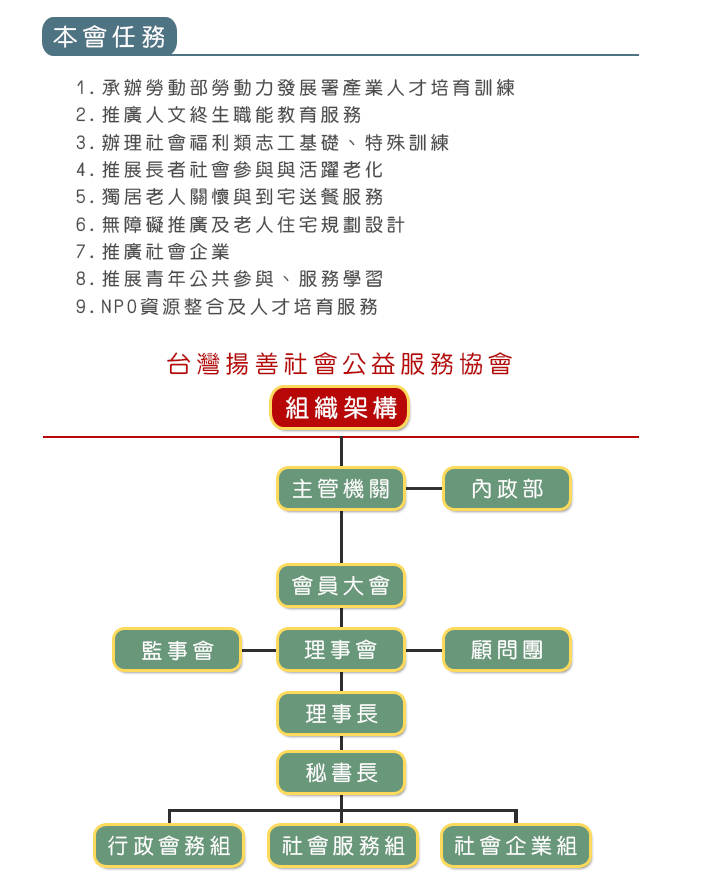 本會任務
1.承辦勞動部勞動力發展署產業人才培育訓練
2.推廣人文終生職能教育服務
3.辦理社會福利類志工基礎、特殊訓練
4.推展長者社會參與與活躍老化
5.獨居老人關懷與到宅送餐服務
6.無障礙推廣及老人住宅規劃設計
7.推廣社會企業
8.推展青年公共參與、服務學習
9.NPO資源整合及人才培育服務
台灣揚善社會公益服務協會
組織架構
主管機關 內政部
會員大會
監事會 理事會 顧問團
理事長
秘書長
行政會務組 社會服務組 社會企業組